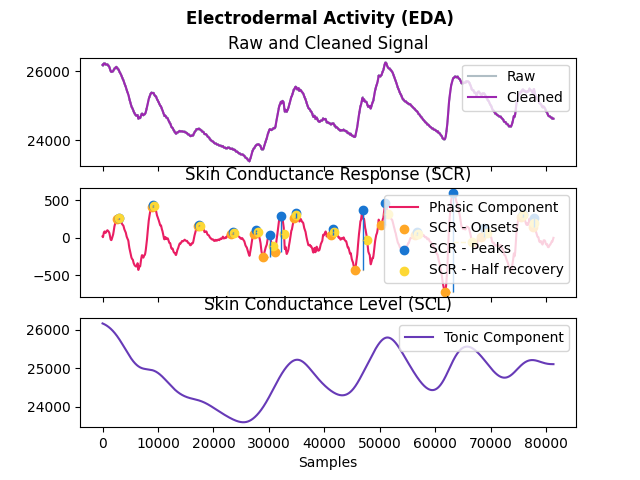 Electrodermal Activity (EDA)
Raw and Cleaned Signal
26000
24000
Raw
Cleaned
Skin Conductance Response (SCR)
500
0
−500
Phasic Component
SCR - Onsets
SCR - Peaks
SCR - Half recovery
Skin Conductance Level (SCL)
26000
25000
24000
Tonic Component
0 10000 20000 30000 40000 50000 60000 70000 80000
Samples